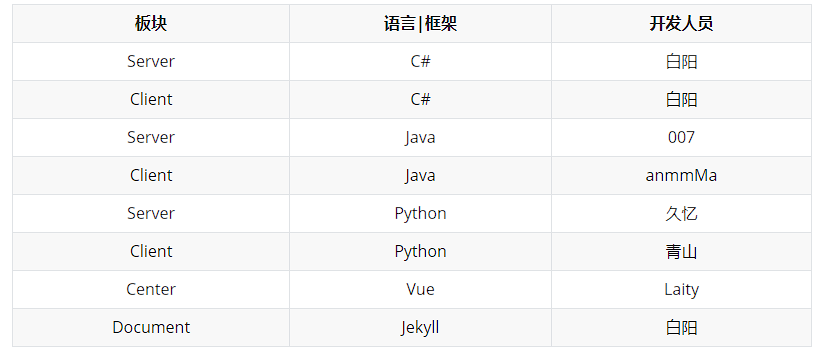 板块 语言|框架 开发人员
Server C# 白阳
Client C# 白阳
Server Java 007
Client Java anmmMa
Server Python 久忆
Client Python 青山
Center Vue Laity
Document Jekyll 白阳